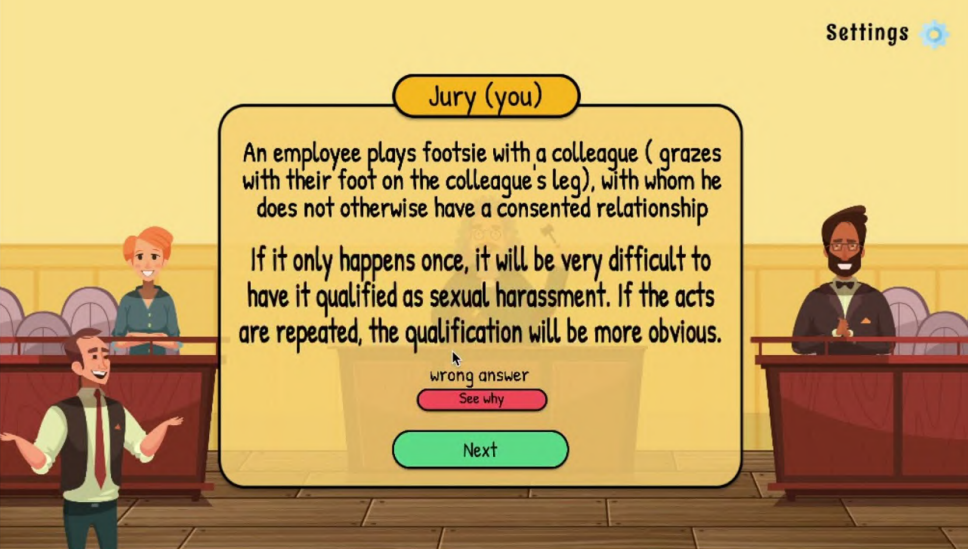 Settings
Jury (you)
An employee plays footsie with a colleague ( grazes
with their foot on the colleague's leg), with whom he
does not otherwise have a consented relationship
If it only happens once, it will be very difficult to
have it qualified as sexual harassment. If the acts
are repeated, the qualification will be more obvious.
wrong answer
See why
Next